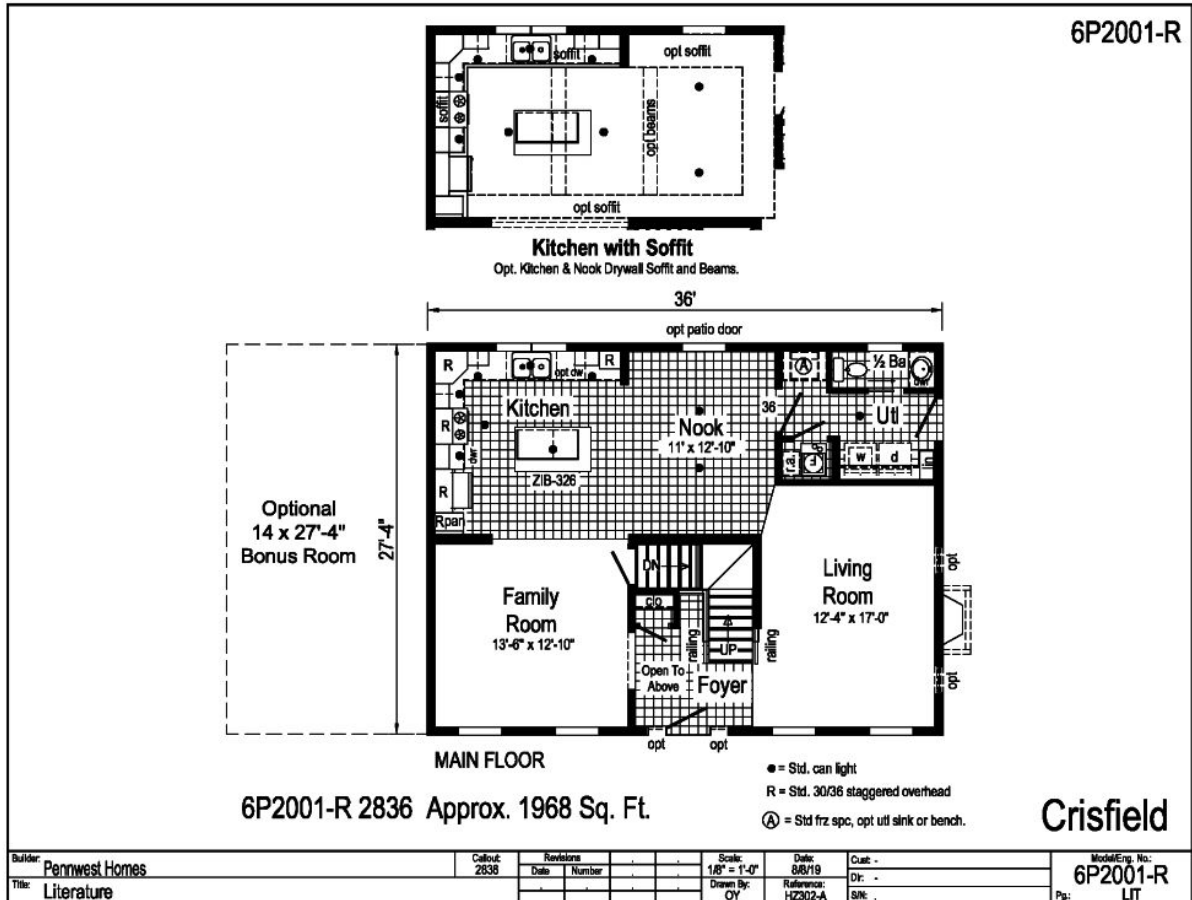 6P2001-R
soffit
opt soffit
soffit
opt beams
opt soffit
Kitchen with Soffit
Opt. Kitchen & Nook Drywall Soffit and Beams.
36'
opt patio door
R
R
opt dw
A
½ Ba
dwr
Kitchen
36
Utl
R
Nook
11' x 12'-10"
dwr
ZIB-326
R
r.a.
F
w
d
Rpan
Optional
14 x 27'-4"
Bonus Room
27'-4"
DN
Family
Room
13'-6" x 12'-10"
Living
Room
12'-4" x 17'-0"
opt
railing
UP
railing
Open To
Above
Foyer
opt
opt
opt
MAIN FLOOR
● = Std. can light
R = Std. 30/36 staggered overhead
Ⓐ = Std frz spc, opt utl sink or bench.
6P2001-R 2836 Approx. 1968 Sq. Ft.
Crisfield
Builder: Pennwest Homes
Title: Literature
Callout:
2836
Revisions
Date Number
Scale:
1/8" = 1'-0"
Drawn By:
OY
Date:
8/8/19
Reference:
HZ302-A
Cust: -
Dir: -
S/N: .
Model/Eng. No.:
6P2001-R
Pg.: LIT